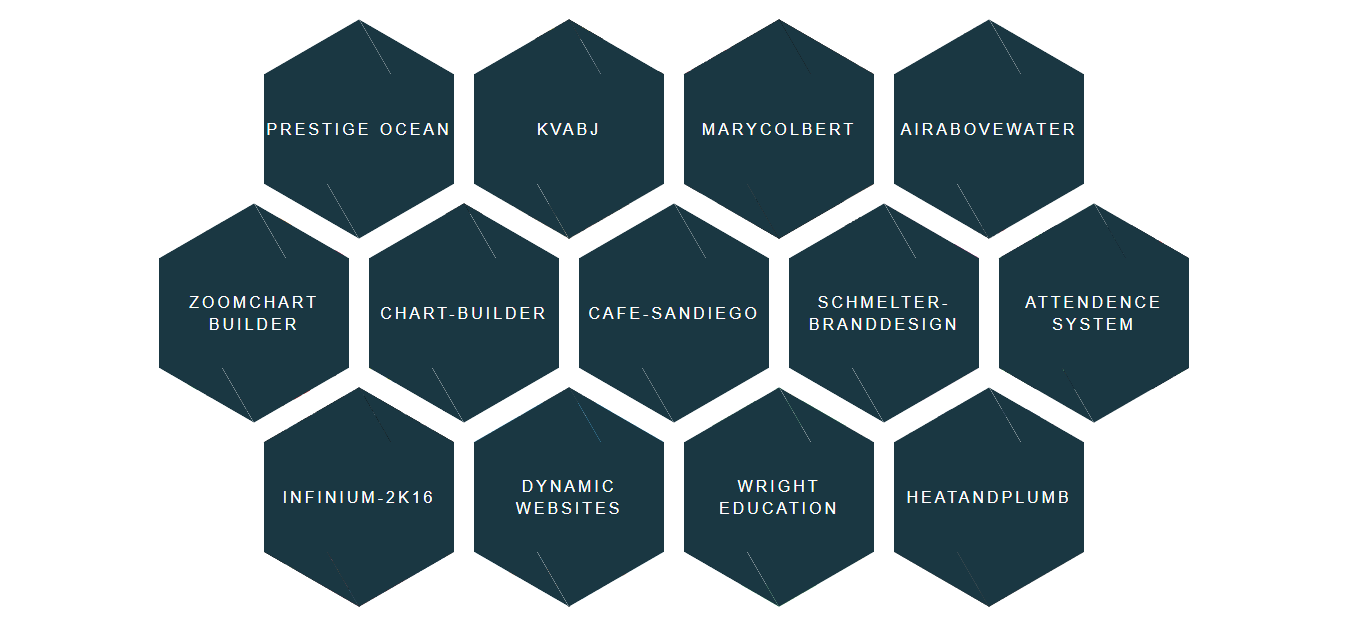 PRESTIGE OCEAN
KVABJ
MARYCOLBERT
AIRABOVEWATER
ZOOMCHART
BUILDER
CHART-BUILDER
CAFE-SANDIEGO
SCHMELTER-
BRANDDESIGN
ATTENDENCE
SYSTEM
INFINIUM-2K16
DYNAMIC
WEBSITES
WRIGHT
EDUCATION
HEATANDPLUMB